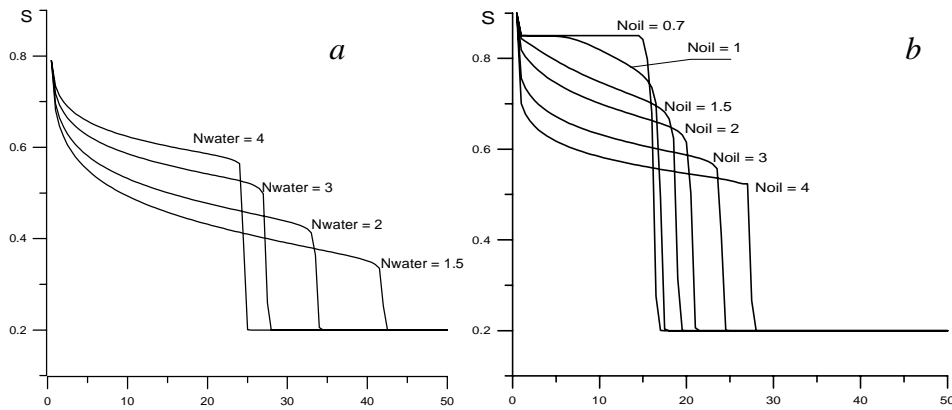 S
a
0.8
0.6
0.4
0.2
Nwater = 4
Nwater = 3
Nwater = 2
Nwater = 1.5
0 10 20 30 40 50
S
b
0.8
0.6
0.4
0.2
Noil = 0.7
Noil = 1
Noil = 1.5
Noil = 2
Noil = 3
Noil = 4
0 10 20 30 40 50